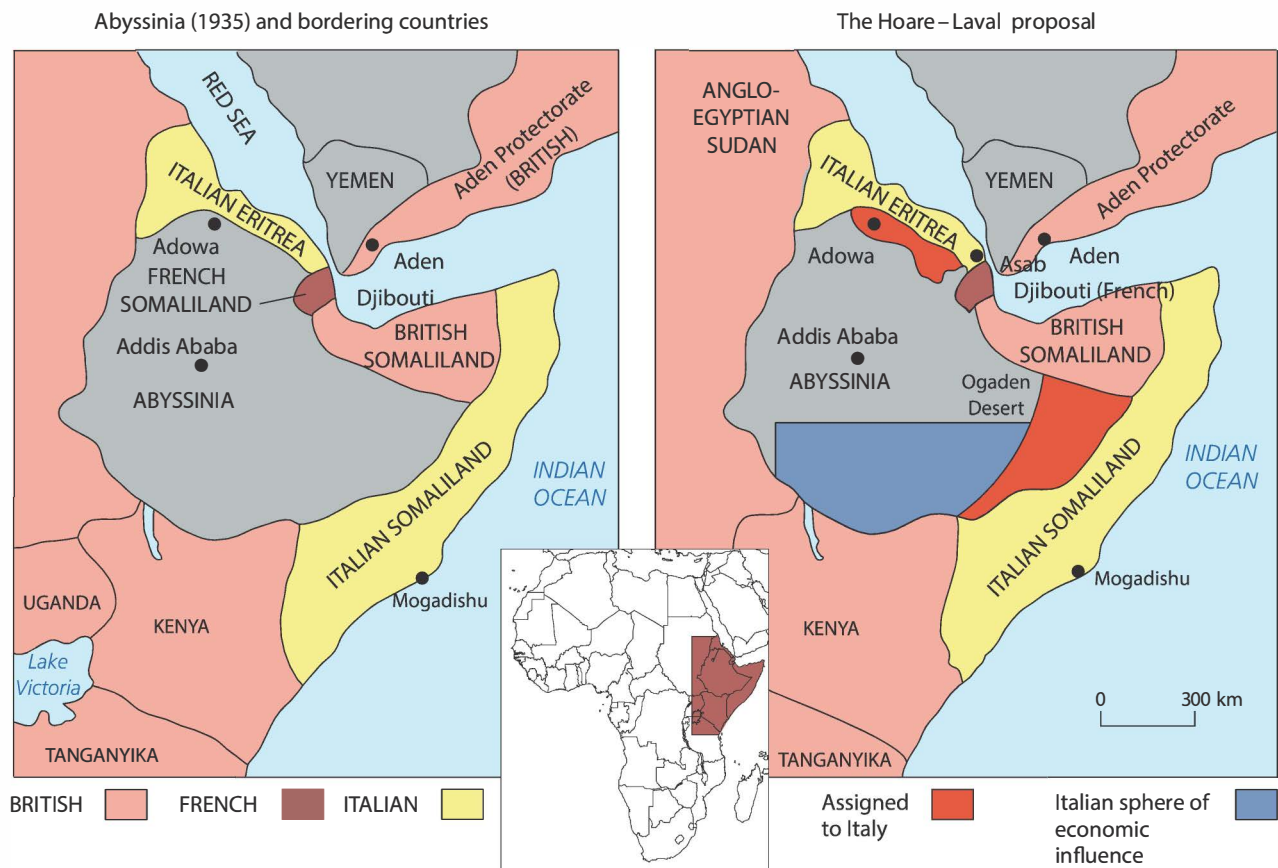 Abyssinia (1935) and bordering countries
RED SEA
ITALIAN ERITREA
YEMEN
Aden Protectorate
(BRITISH)
Adowa
Aden
FRENCH
SOMALILAND
Djibouti
BRITISH
SOMALILAND
Addis Ababa
ABYSSINIA
INDIAN
OCEAN
ITALIAN SOMALILAND
Mogadishu
UGANDA
KENYA
Lake
Victoria
TANGANYIKA
BRITISH
FRENCH
ITALIAN
The Hoare–Laval proposal
ANGLO-
EGYPTIAN
SUDAN
ITALIAN ERITREA
YEMEN
Aden Protectorate
Adowa
Asab
Aden
Djibouti (French)
BRITISH
SOMALILAND
Addis Ababa
ABYSSINIA
Ogaden
Desert
INDIAN
OCEAN
ITALIAN SOMALILAND
Mogadishu
KENYA
0 300 km
TANGANYIKA
Assigned
to Italy
Italian sphere of
economic
influence